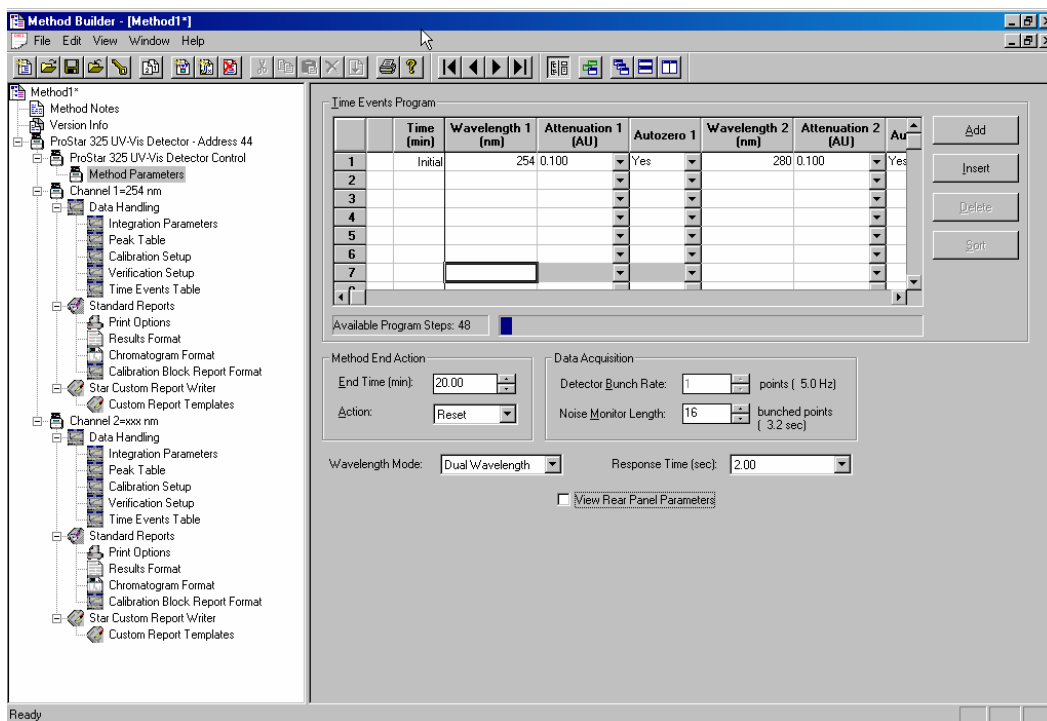 Method Builder - [Method1*]
File Edit View Window Help
Method1*
Method Notes
Version Info
ProStar 325 UV-Vis Detector - Address 44
ProStar 325 UV-Vis Detector Control
Method Parameters
Channel 1=254 nm
Data Handling
Integration Parameters
Peak Table
Calibration Setup
Verification Setup
Time Events Table
Standard Reports
Print Options
Results Format
Chromatogram Format
Calibration Block Report Format
Star Custom Report Writer
Custom Report Templates
Channel 2=xxx nm
Data Handling
Integration Parameters
Peak Table
Calibration Setup
Verification Setup
Time Events Table
Standard Reports
Print Options
Results Format
Chromatogram Format
Calibration Block Report Format
Star Custom Report Writer
Custom Report Templates
Time Events Program
Time (min) Wavelength 1 (nm) Attenuation 1 (AU) Autozero 1 Wavelength 2 (nm) Attenuation 2 (AU) Au
1 Initial 254 0.100 Yes 280 0.100 Yes
2
3
4
5
6
7
Add
Insert
Delete
Sort
Available Program Steps: 48
Method End Action
End Time (min): 20.00
Action: Reset
Data Acquisition
Detector Bunch Rate: 1 points ( 5.0 Hz)
Noise Monitor Length: 16 bunched points
( 3.2 sec)
Wavelength Mode: Dual Wavelength Response Time (sec): 2.00
View Rear Panel Parameters
Ready